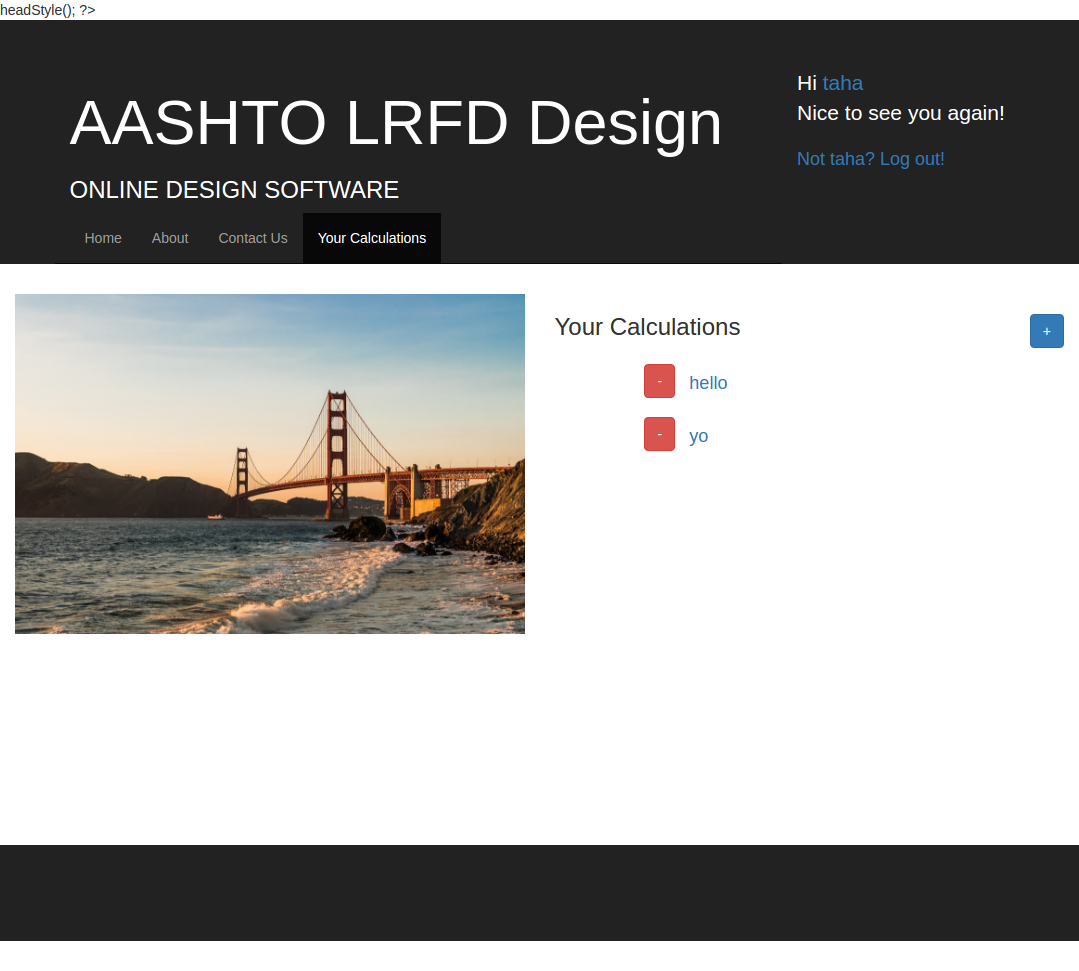 headStyle(); ?>
AASHTO LRFD Design
ONLINE DESIGN SOFTWARE
Hi taha
Nice to see you again!
Not taha? Log out!
Home About Contact Us Your Calculations
Your Calculations
+
- hello
- yo